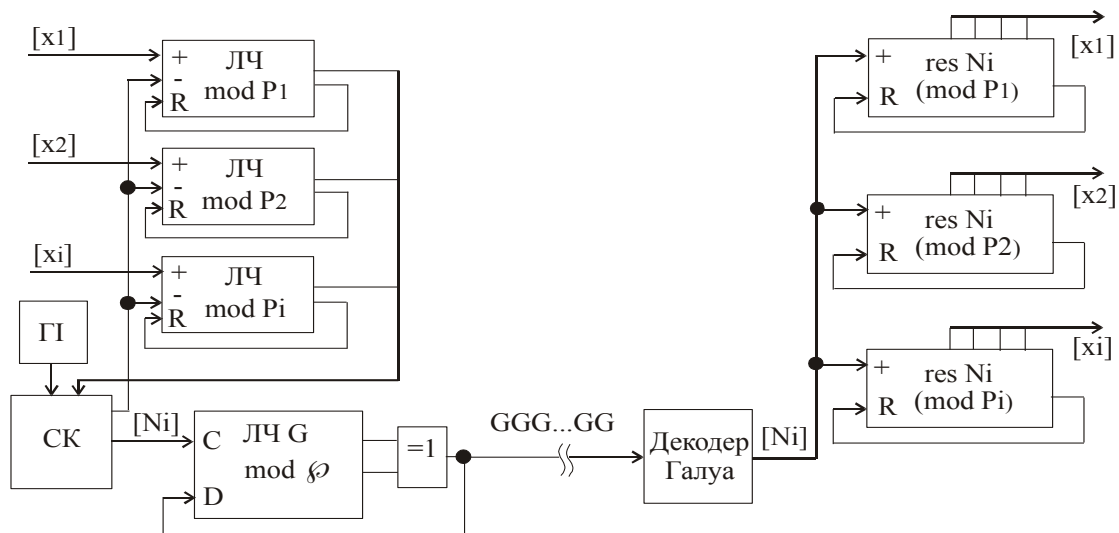 [x1]
+
-
R
ЛЧ
mod P1
[x2]
+
-
R
ЛЧ
mod P2
[xi]
+
-
R
ЛЧ
mod Pi
ГІ
СК
[Ni]
C
D
ЛЧ G
mod ℘
=1
GGG...GG
Декодер
Галуа
[Ni]
+
R
res Ni
(mod P1)
[x1]
+
R
res Ni
(mod P2)
[x2]
+
R
res Ni
(mod Pi)
[xi]